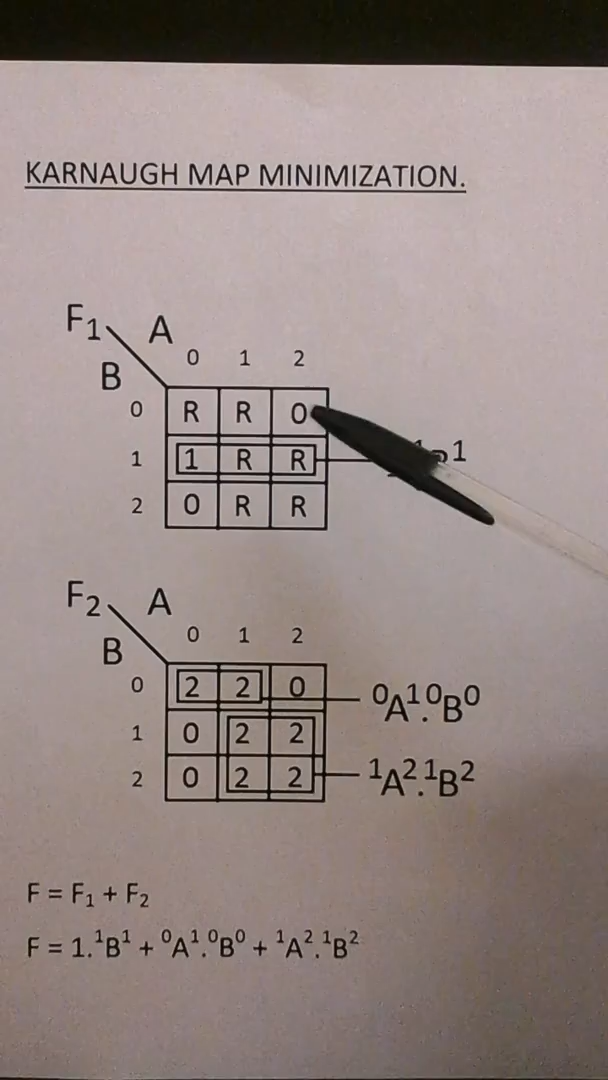 KARNAUGH MAP MINIMIZATION.
F₁ A
0 1 2
B
0 R R 0
1 1 R R
2 0 R R
F₂ A
0 1 2
B
0 2 2 0 ⁰A¹.⁰B⁰
1 0 2 2
2 0 2 2 ¹A².¹B²
F = F₁ + F₂
F = 1.¹B¹ + ⁰A¹.⁰B⁰ + ¹A².¹B²